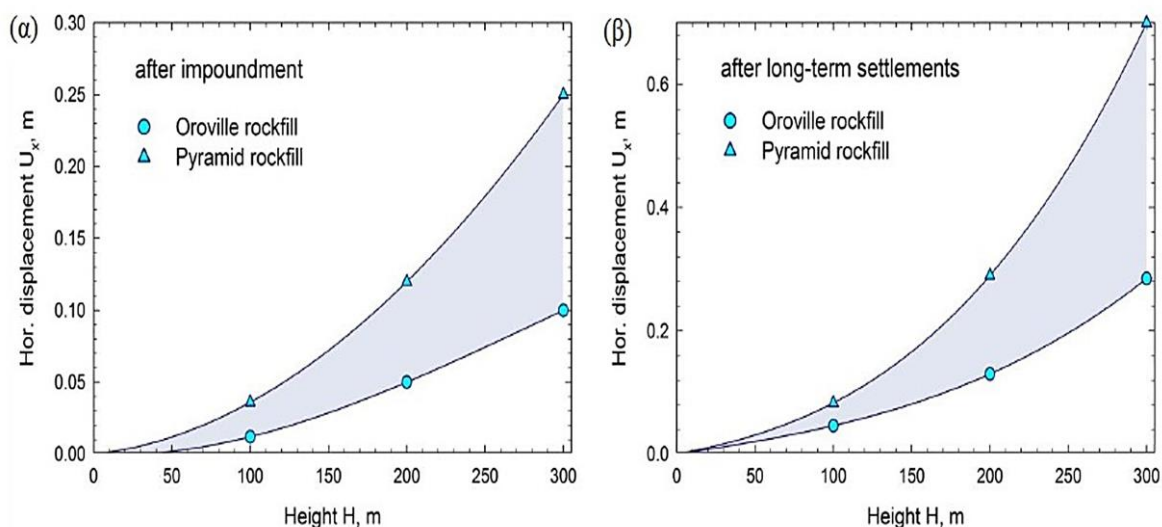 (α)
0.30
0.25
0.20
0.15
0.10
0.05
0.00
Hor. displacement Uₓ, m
after impoundment
Oroville rockfill
Pyramid rockfill
0 50 100 150 200 250 300
Height H, m
(β)
0.6
0.4
0.2
0.0
Hor. displacement Uₓ, m
after long-term settlements
Oroville rockfill
Pyramid rockfill
0 50 100 150 200 250 300
Height H, m